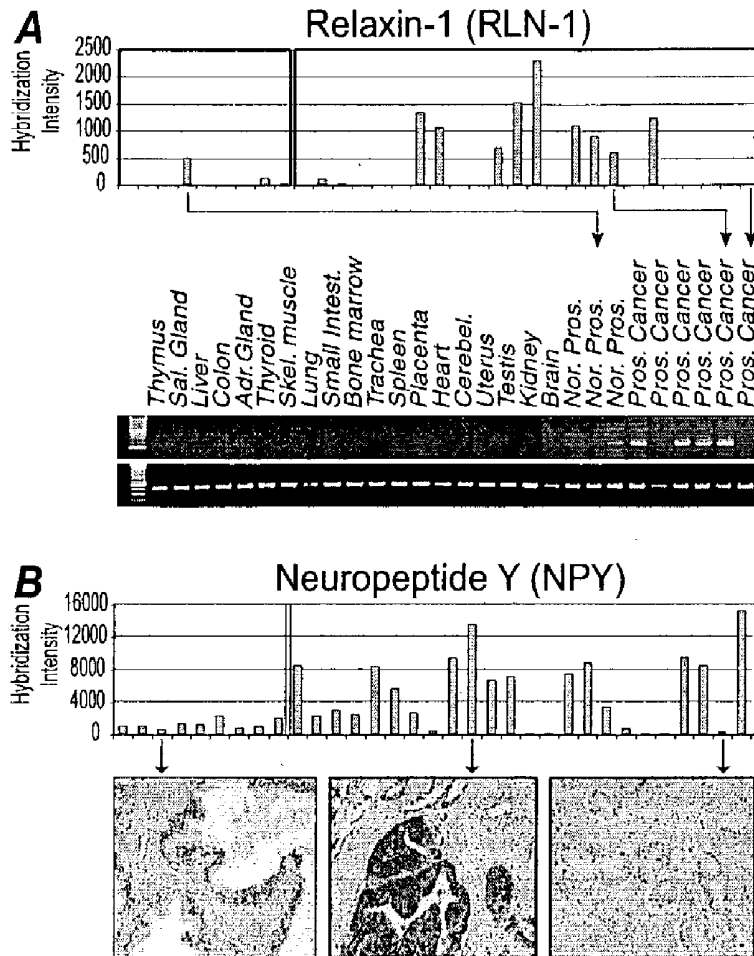 A Relaxin-1 (RLN-1)
Hybridization
Intensity
2500
2000
1500
1000
500
0
Thymus
Sal. Gland
Liver
Colon
Adr. Gland
Thyroid
Skel. muscle
Lung
Small Intest.
Bone marrow
Trachea
Spleen
Placenta
Heart
Cerebel.
Uterus
Testis
Kidney
Brain
Nor. Pros.
Nor. Pros.
Nor. Pros.
Pros. Cancer
Pros. Cancer
Pros. Cancer
Pros. Cancer
Pros. Cancer
Pros. Cancer
B Neuropeptide Y (NPY)
Hybridization
Intensity
16000
12000
8000
4000
0